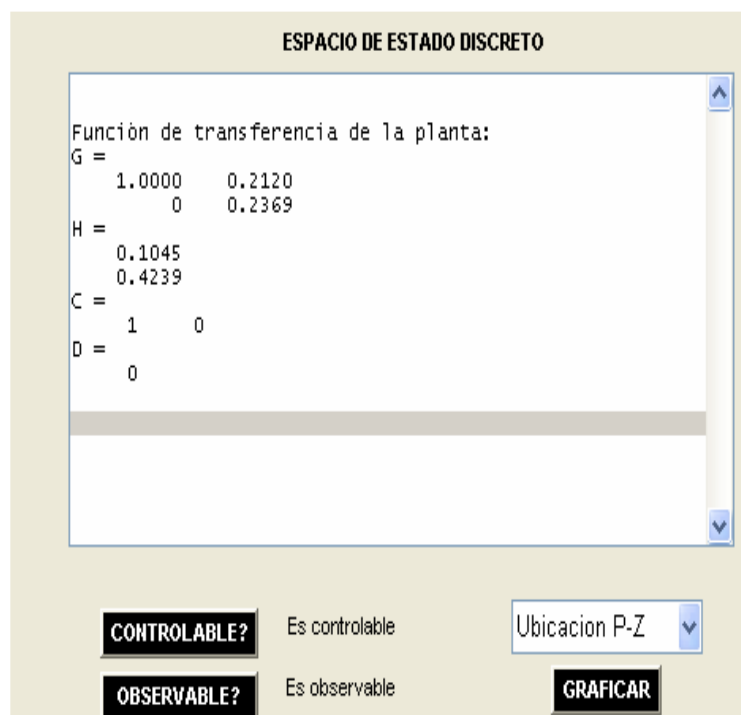 ESPACIO DE ESTADO DISCRETO
Funciòn de transferencia de la planta:
G =
1.0000 0.2120
0 0.2369
H =
0.1045
0.4239
C =
1 0
D =
0
CONTROLABLE? Es controlable Ubicacion P-Z
OBSERVABLE? Es observable GRAFICAR